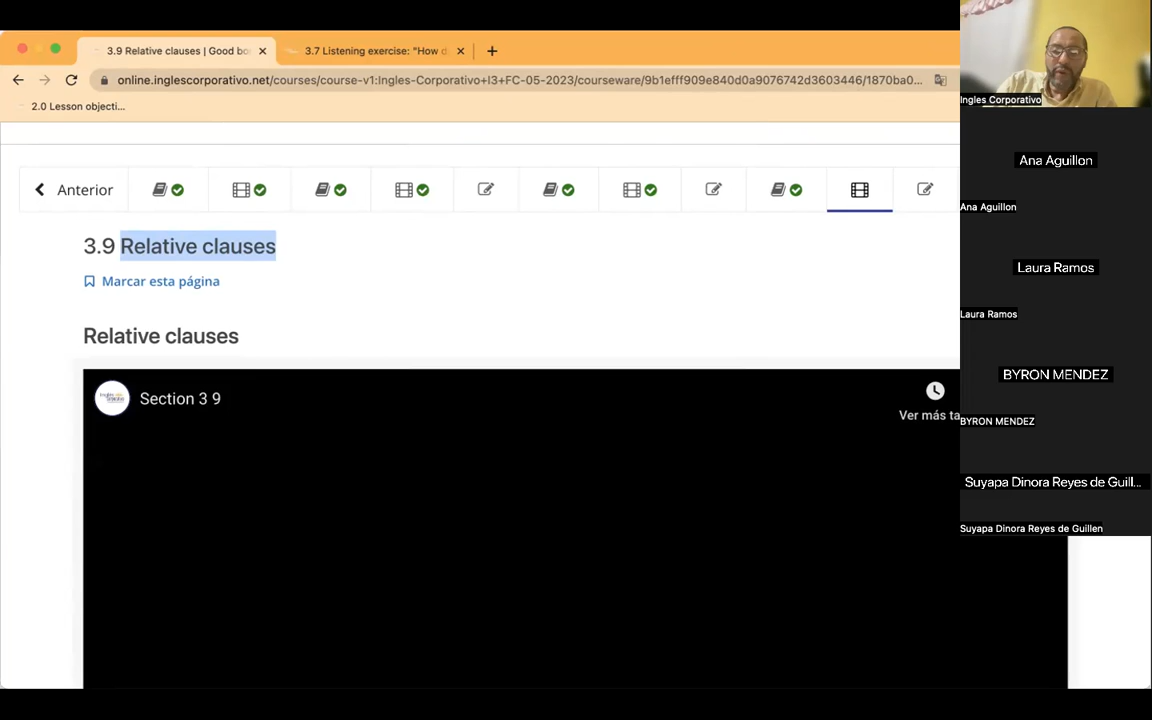 3.9 Relative clauses | Good bo
3.7 Listening exercise: "How d
online.inglescorporativo.net/courses/course-v1:Ingles-Corporativo+I3+FC-05-2023/courseware/9b1efff909e840d0a9076742d3603446/1870ba0...
2.0 Lesson objecti...
Anterior
3.9 Relative clauses
Marcar esta página
Relative clauses
Section 3 9
Ver más ta
Ingles Corporativo
Ana Aguillon
Ana Aguillon
Laura Ramos
Laura Ramos
BYRON MENDEZ
BYRON MENDEZ
Suyapa Dinora Reyes de Guill...
Suyapa Dinora Reyes de Guillen